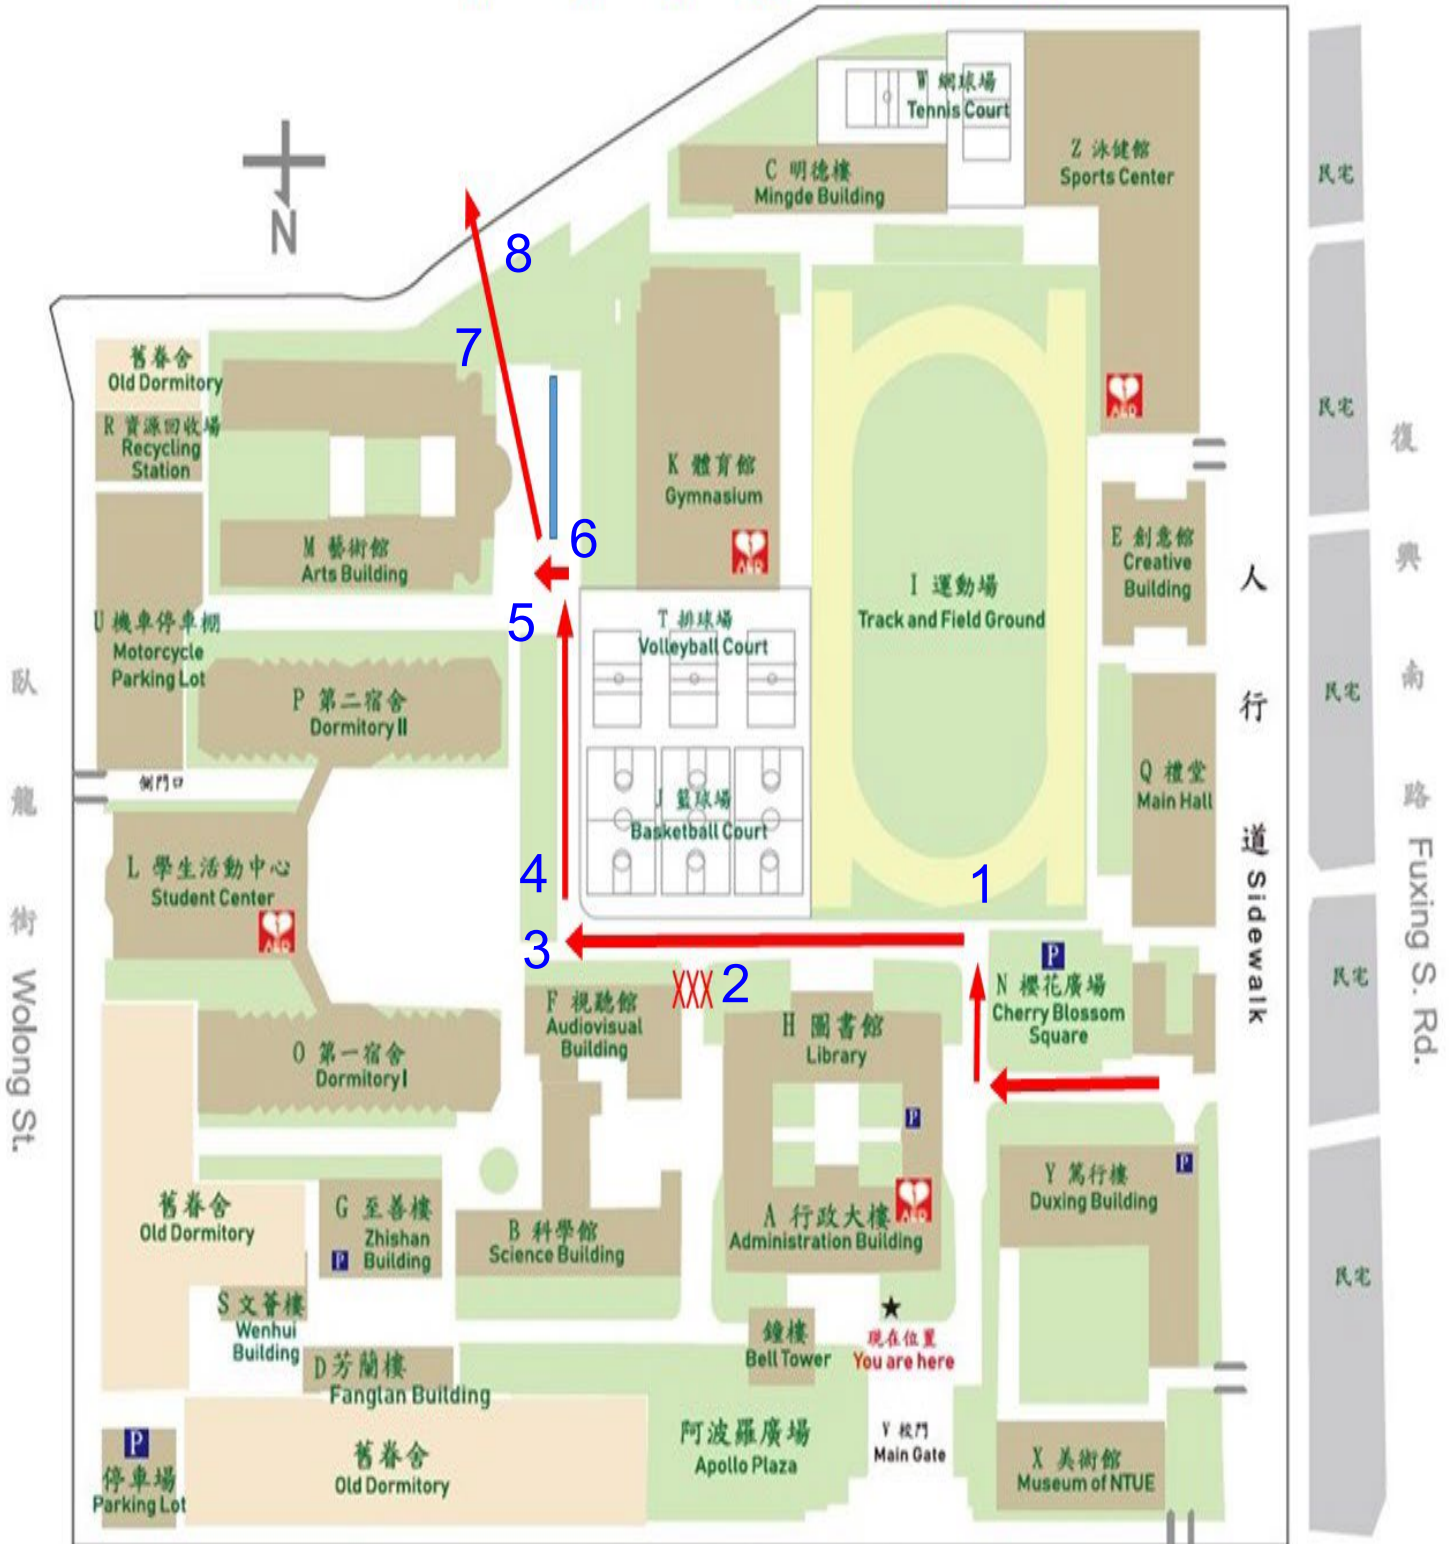 W 網球場
Tennis Court
Z 泳健館
Sports Center
民宅
C 明德樓
Mingde Building
N
8
7
舊眷舍
Old Dormitory
R 資源回收場
Recycling
Station
K 體育館
Gymnasium
AED
民宅
復興南路 Fuxing S. Rd.
6
AED
M 藝術館
Arts Building
E 創意館
Creative
Building
I 運動場
Track and Field Ground
人行道 Sidewalk
5
U 機車停車棚
Motorcycle
Parking Lot
T 排球場
Volleyball Court
P 第二宿舍
Dormitory II
民宅
臥龍街 Wolong St.
側門口
Q 禮堂
Main Hall
J 籃球場
Basketball Court
L 學生活動中心
Student Center
AED
4
1
3
XXX 2
P
N 櫻花廣場
Cherry Blossom
Square
民宅
F 視聽館
Audiovisual
Building
H 圖書館
Library
O 第一宿舍
Dormitory I
P
Y 篤行樓
Duxing Building
P
舊眷舍
Old Dormitory
G 至善樓
Zhishan
Building
P
B 科學館
Science Building
A 行政大樓
Administration Building
AED
民宅
S 文薈樓
Wenhui
Building
鐘樓
Bell Tower
現在位置
You are here
D 芳蘭樓
Fanglan Building
P
停車場
Parking Lot
舊眷舍
Old Dormitory
阿波羅廣場
Apollo Plaza
V 校門
Main Gate
X 美術館
Museum of NTUE